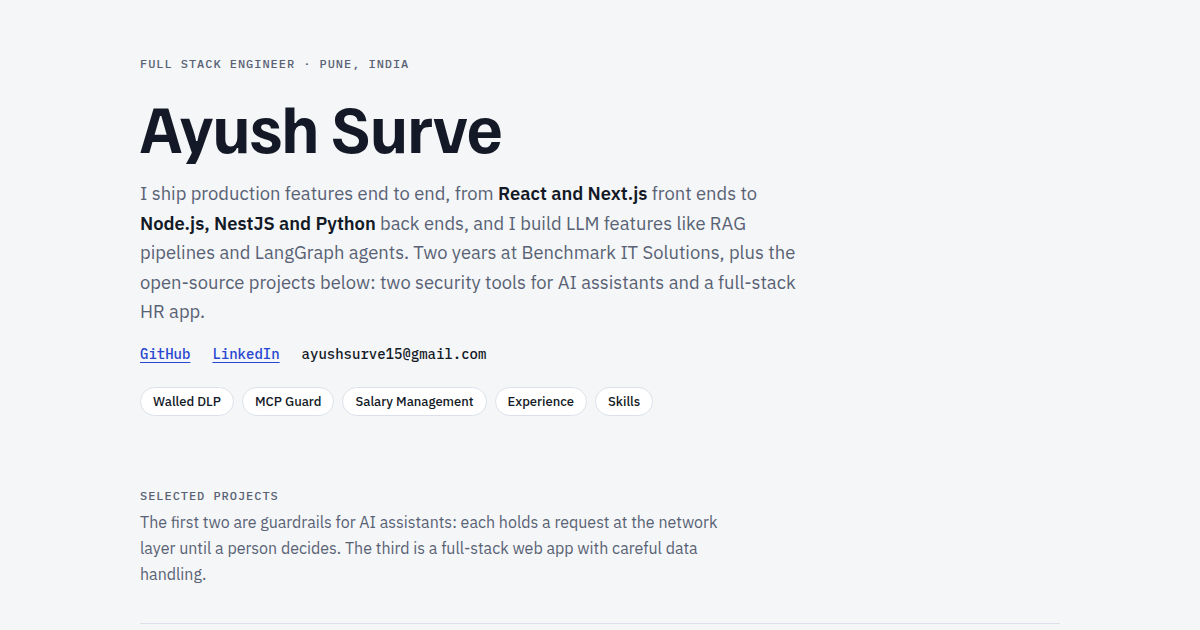 FULL STACK ENGINEER · PUNE, INDIA
Ayush Surve
I ship production features end to end, from React and Next.js front ends to
Node.js, NestJS and Python back ends, and I build LLM features like RAG
pipelines and LangGraph agents. Two years at Benchmark IT Solutions, plus the
open-source projects below: two security tools for AI assistants and a full-stack
HR app.
GitHub LinkedIn ayushsurve15@gmail.com
Walled DLP MCP Guard Salary Management Experience Skills
SELECTED PROJECTS
The first two are guardrails for AI assistants: each holds a request at the network
layer until a person decides. The third is a full-stack web app with careful data
handling.